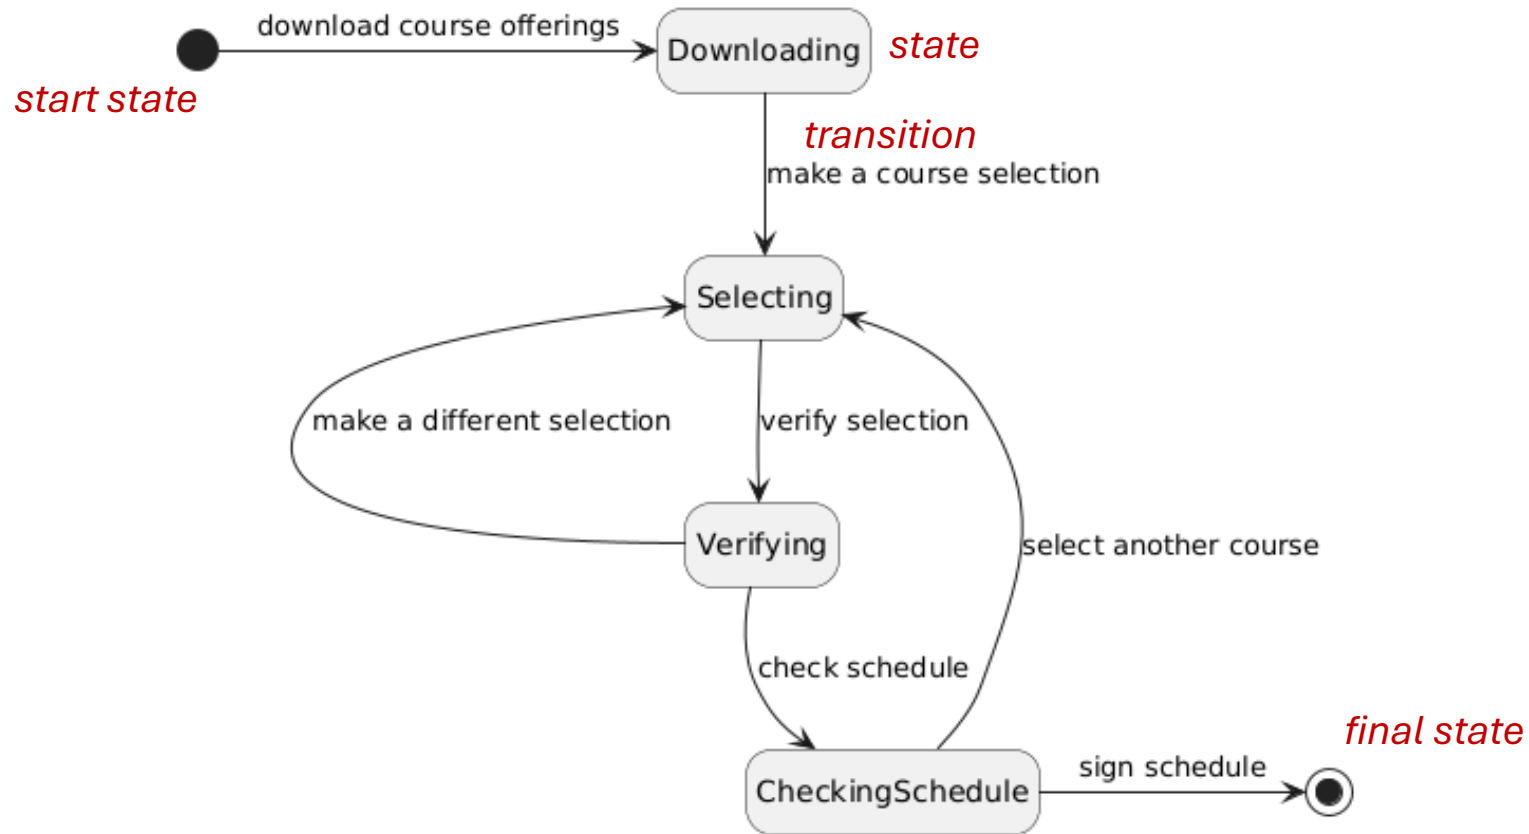 download course offerings
Downloading
state
start state
transition
make a course selection
Selecting
make a different selection
verify selection
Verifying
select another course
check schedule
final state
sign schedule
CheckingSchedule